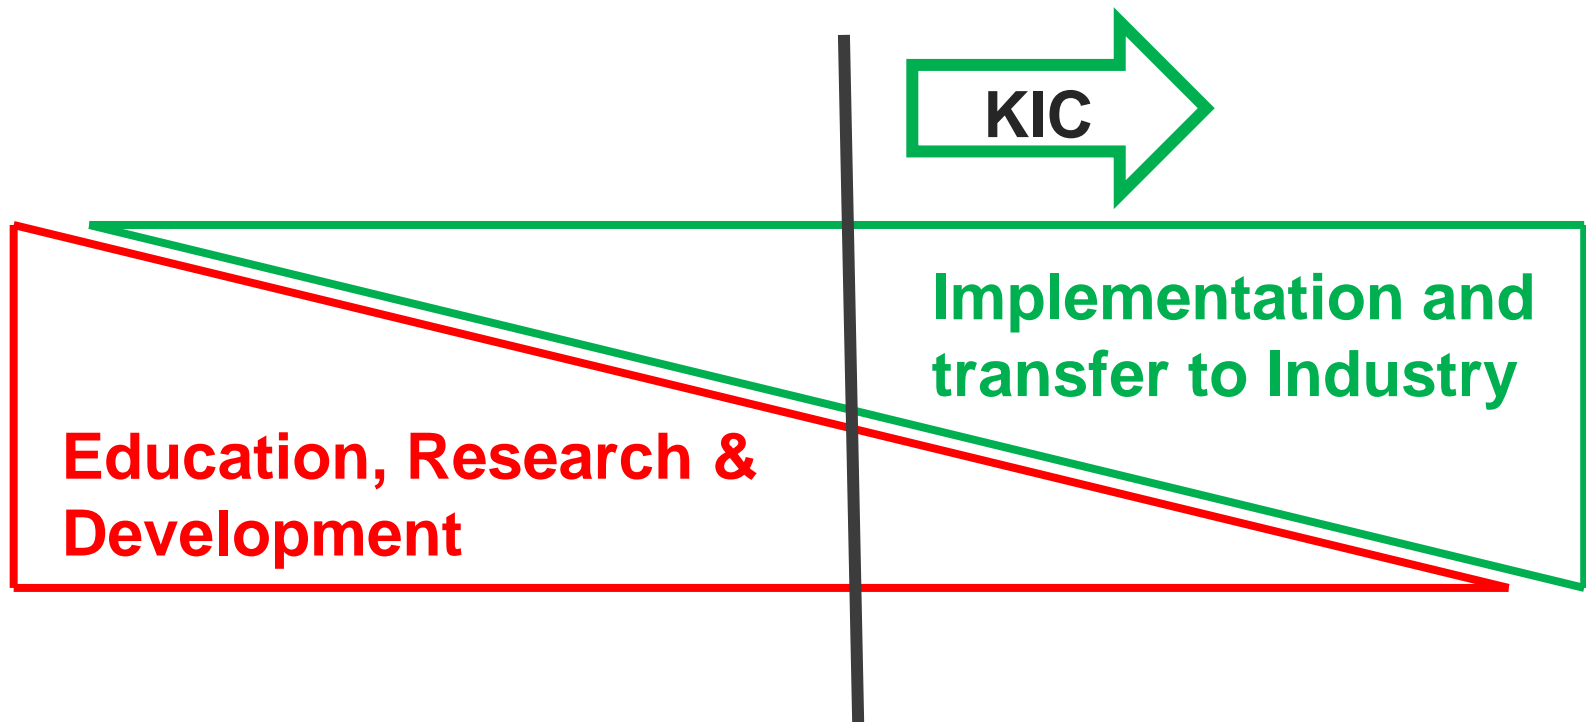 KIC
Implementation and
transfer to Industry
Education, Research &
Development